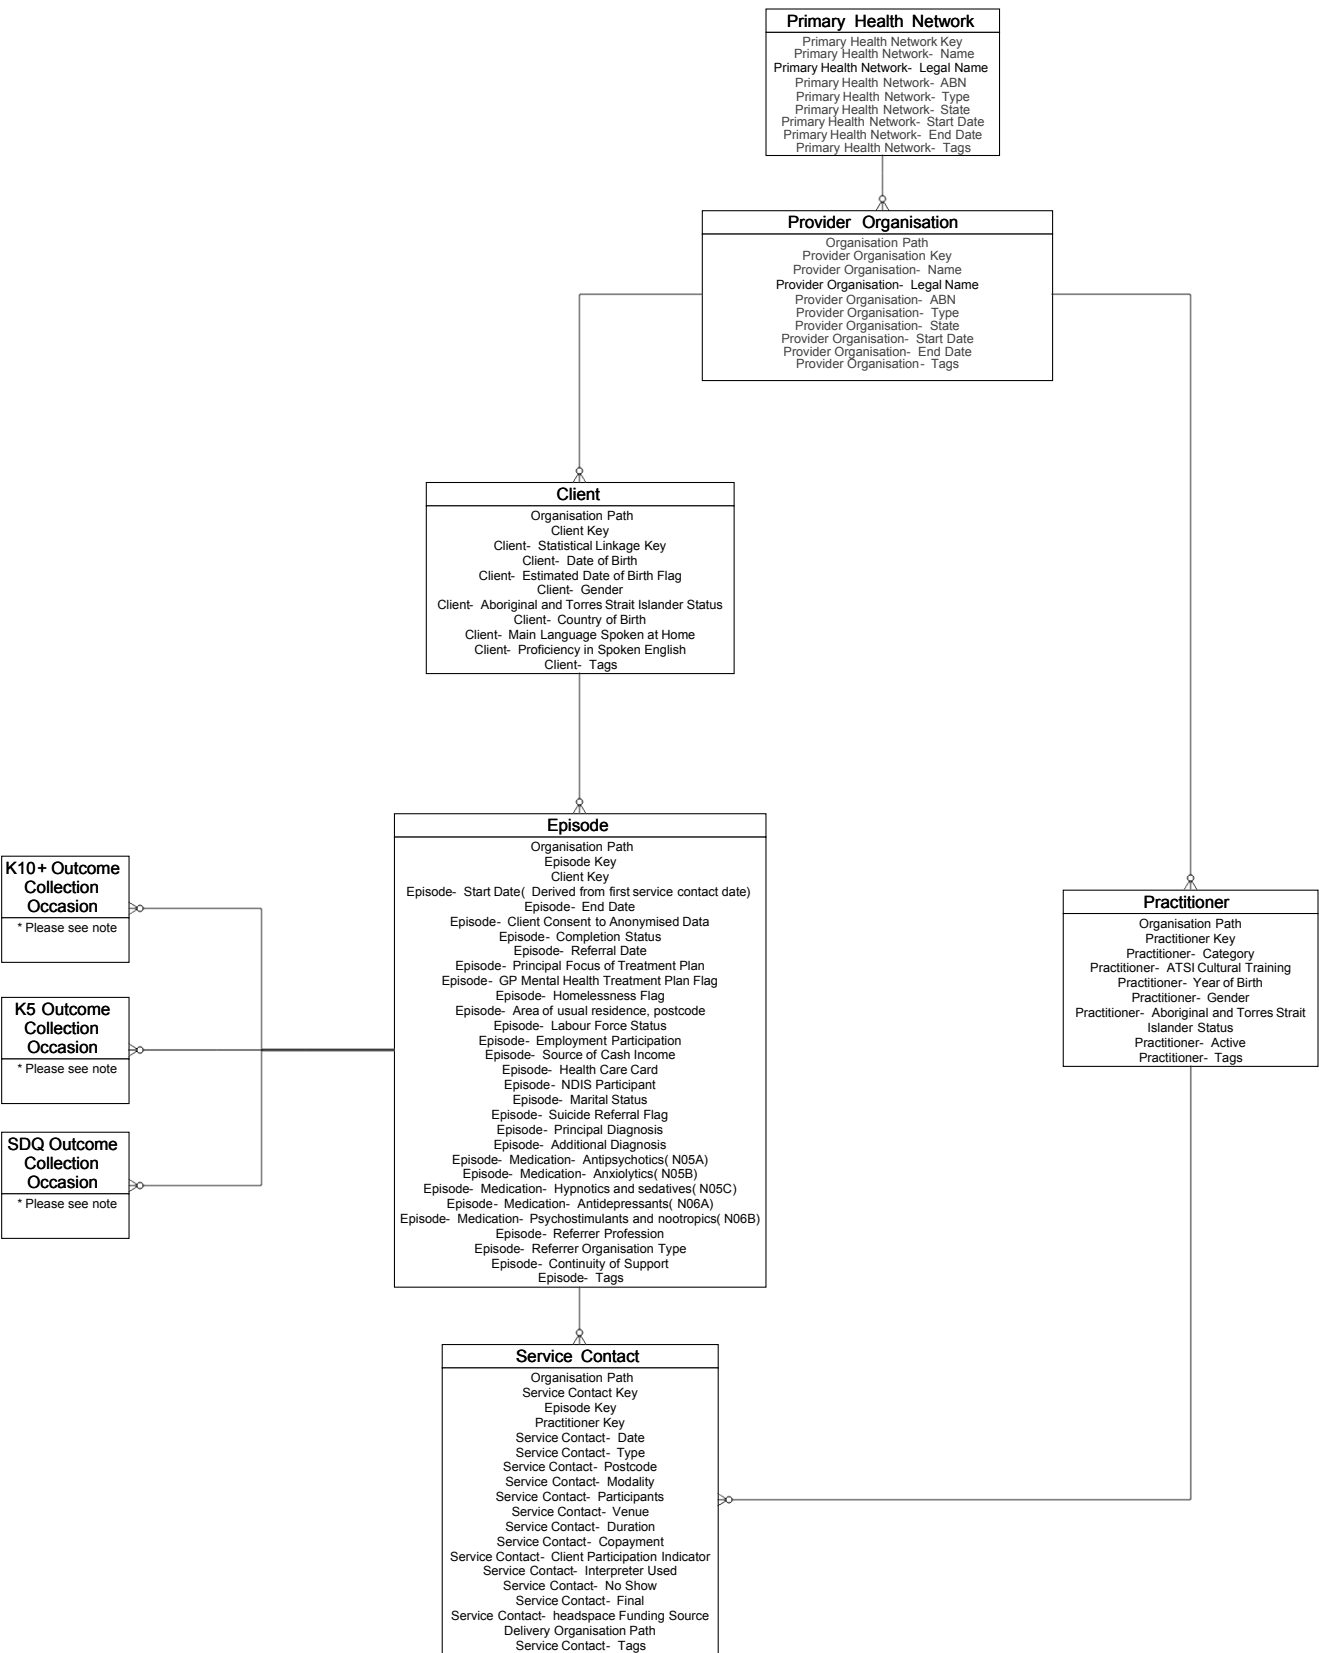 Primary Health Network
Primary Health Network Key
Primary Health Network- Name
Primary Health Network- Legal Name
Primary Health Network- ABN
Primary Health Network- Type
Primary Health Network- State
Primary Health Network- Start Date
Primary Health Network- End Date
Primary Health Network- Tags
Provider Organisation
Organisation Path
Provider Organisation Key
Provider Organisation- Name
Provider Organisation- Legal Name
Provider Organisation- ABN
Provider Organisation- Type
Provider Organisation- State
Provider Organisation- Start Date
Provider Organisation- End Date
Provider Organisation- Tags
Client
Organisation Path
Client Key
Client- Statistical Linkage Key
Client- Date of Birth
Client- Estimated Date of Birth Flag
Client- Gender
Client- Aboriginal and Torres Strait Islander Status
Client- Country of Birth
Client- Main Language Spoken at Home
Client- Proficiency in Spoken English
Client- Tags
Episode
Organisation Path
Episode Key
Client Key
Episode- Start Date( Derived from first service contact date)
Episode- End Date
Episode- Client Consent to Anonymised Data
Episode- Completion Status
Episode- Referral Date
Episode- Principal Focus of Treatment Plan
Episode- GP Mental Health Treatment Plan Flag
Episode- Homelessness Flag
Episode- Area of usual residence, postcode
Episode- Labour Force Status
Episode- Employment Participation
Episode- Source of Cash Income
Episode- Health Care Card
Episode- NDIS Participant
Episode- Marital Status
Episode- Suicide Referral Flag
Episode- Principal Diagnosis
Episode- Additional Diagnosis
Episode- Medication- Antipsychotics( N05A)
Episode- Medication- Anxiolytics( N05B)
Episode- Medication- Hypnotics and sedatives( N05C)
Episode- Medication- Antidepressants( N06A)
Episode- Medication- Psychostimulants and nootropics( N06B)
Episode- Referrer Profession
Episode- Referrer Organisation Type
Episode- Continuity of Support
Episode- Tags
K10+ Outcome
Collection
Occasion
* Please see note
K5 Outcome
Collection
Occasion
* Please see note
SDQ Outcome
Collection
Occasion
* Please see note
Practitioner
Organisation Path
Practitioner Key
Practitioner- Category
Practitioner- ATSI Cultural Training
Practitioner- Year of Birth
Practitioner- Gender
Practitioner- Aboriginal and Torres Strait
Islander Status
Practitioner- Active
Practitioner- Tags
Service Contact
Organisation Path
Service Contact Key
Episode Key
Practitioner Key
Service Contact- Date
Service Contact- Type
Service Contact- Postcode
Service Contact- Modality
Service Contact- Participants
Service Contact- Venue
Service Contact- Duration
Service Contact- Copayment
Service Contact- Client Participation Indicator
Service Contact- Interpreter Used
Service Contact- No Show
Service Contact- Final
Service Contact- headspace Funding Source
Delivery Organisation Path
Service Contact- Tags